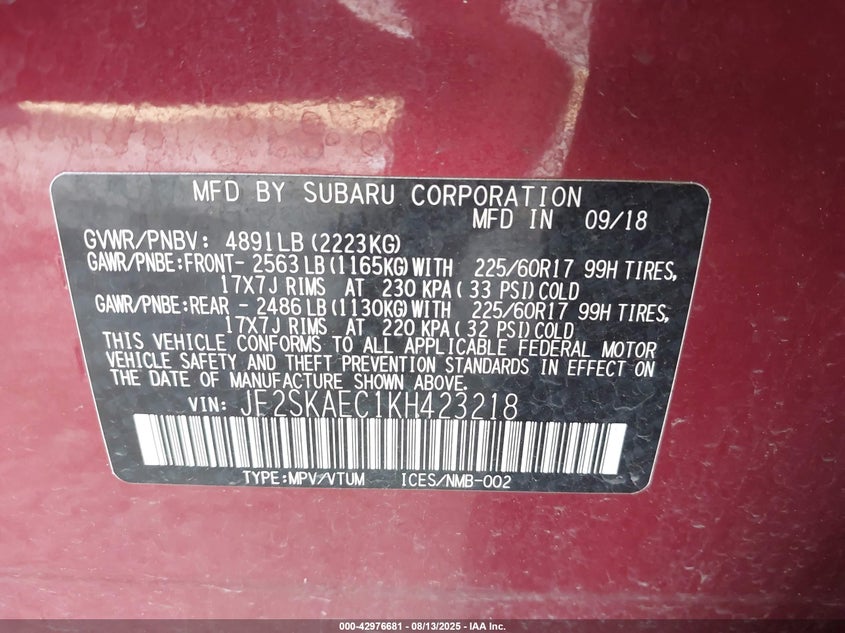 MFD BY SUBARU CORPORATION
MFD IN 09/18
GVWR/PNBV: 4891LB(2223KG)
GAWR/PNBE:FRONT- 2563LB(1165KG)WITH 225/60R17 99H TIRES,
17X7J RIMS AT 230 KPA( 33 PSI)COLD
GAWR/PNBE:REAR - 2486LB(1130KG)WITH 225/60R17 99H TIRES,
17X7J RIMS AT 220 KPA( 32 PSI)COLD
THIS VEHICLE CONFORMS TO ALL APPLICABLE FEDERAL MOTOR
VEHICLE SAFETY AND THEFT PREVENTION STANDARDS IN EFFECT ON
THE DATE OF MANUFACTURE SHOWN ABOVE.
VIN: JF2SKAEC1KH423218
TYPE:MPV/VTUM ICES/NMB-002
000-42976681 - 08/13/2025 - IAA Inc.